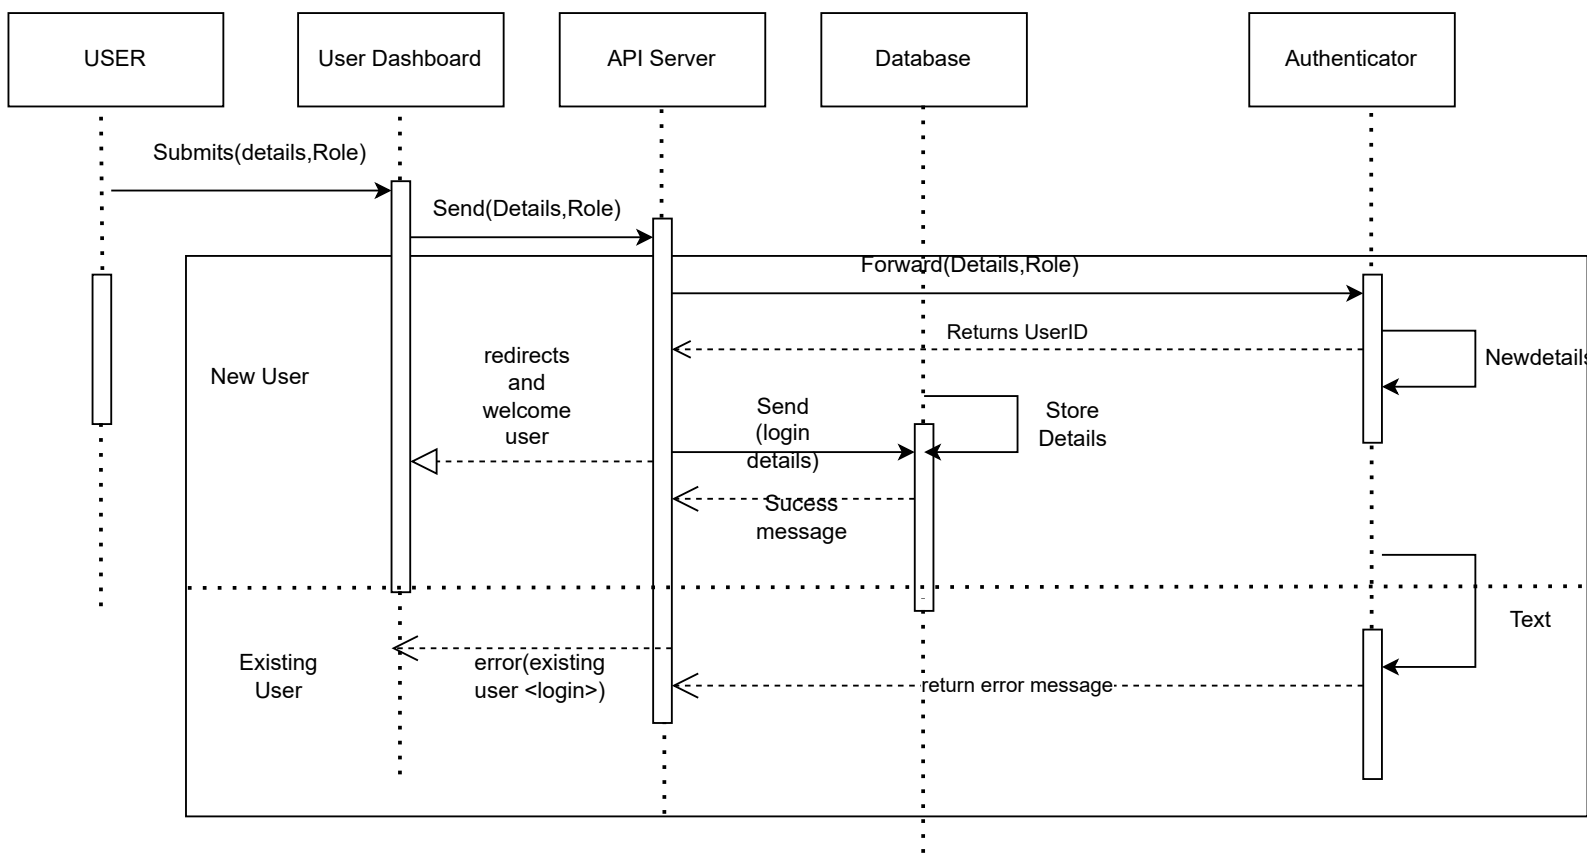 USER
User Dashboard
API Server
Database
Authenticator
Submits(details,Role)
Send(Details,Role)
Forward(Details,Role)
Returns UserID
Newdetails
New User
redirects
and
welcome
user
Send
(login
details)
Store
Details
Sucess
message
Text
Existing
User
error(existing
user <login>)
return error message